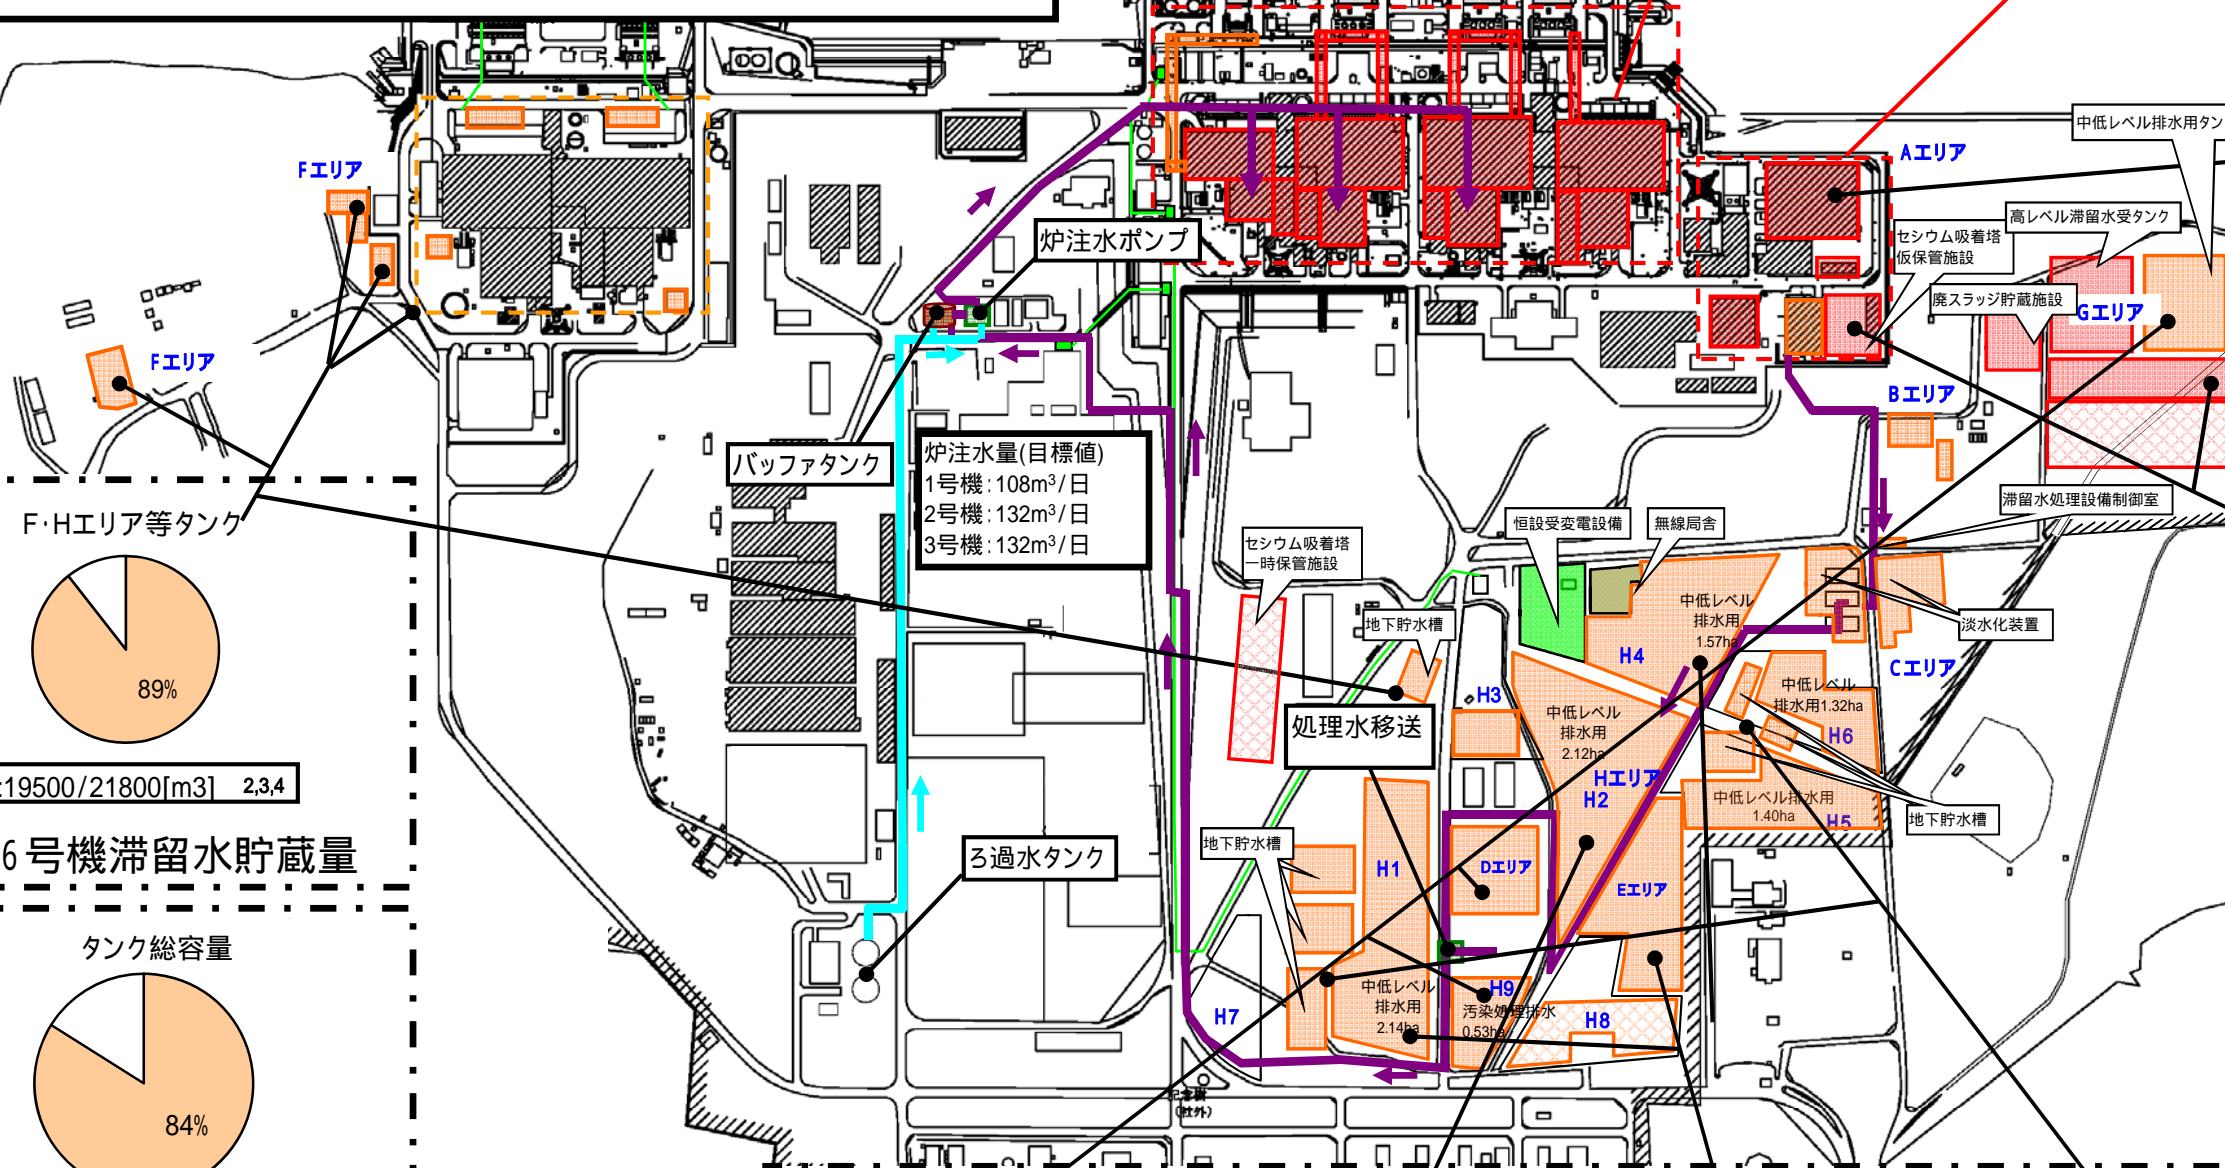 中低レベル排水用タン
Aエリア
Fエリア
高レベル滞留水受タンク
炉注水ポンプ
セシウム吸着塔
仮保管施設
廃スラッジ貯蔵施設
Gエリア
Fエリア
Bエリア
バッファタンク
炉注水量(目標値)
1号機:108m³/日
2号機:132m³/日
3号機:132m³/日
滞留水処理設備制御室
F・Hエリア等タンク
恒設受変電設備
無線局舎
セシウム吸着塔
一時保管施設
中低レベル
排水用
1.57ha
地下貯水槽
淡水化装置
H4
Cエリア
89%
H3
中低レベル
排水用1.32ha
中低レベル
排水用
2.12ha
処理水移送
H6
Hエリア
H2
:19500/21800[m3] 2,3,4
中低レベル排水用
1.40ha
H5
地下貯水槽
6号機滞留水貯蔵量
ろ過水タンク
地下貯水槽
H1
Dエリア
Eエリア
タンク総容量
中低レベル
排水用
2.14ha
H9
汚染処理排水
0.53ha
H7
H8
記念樹
(社外)
84%